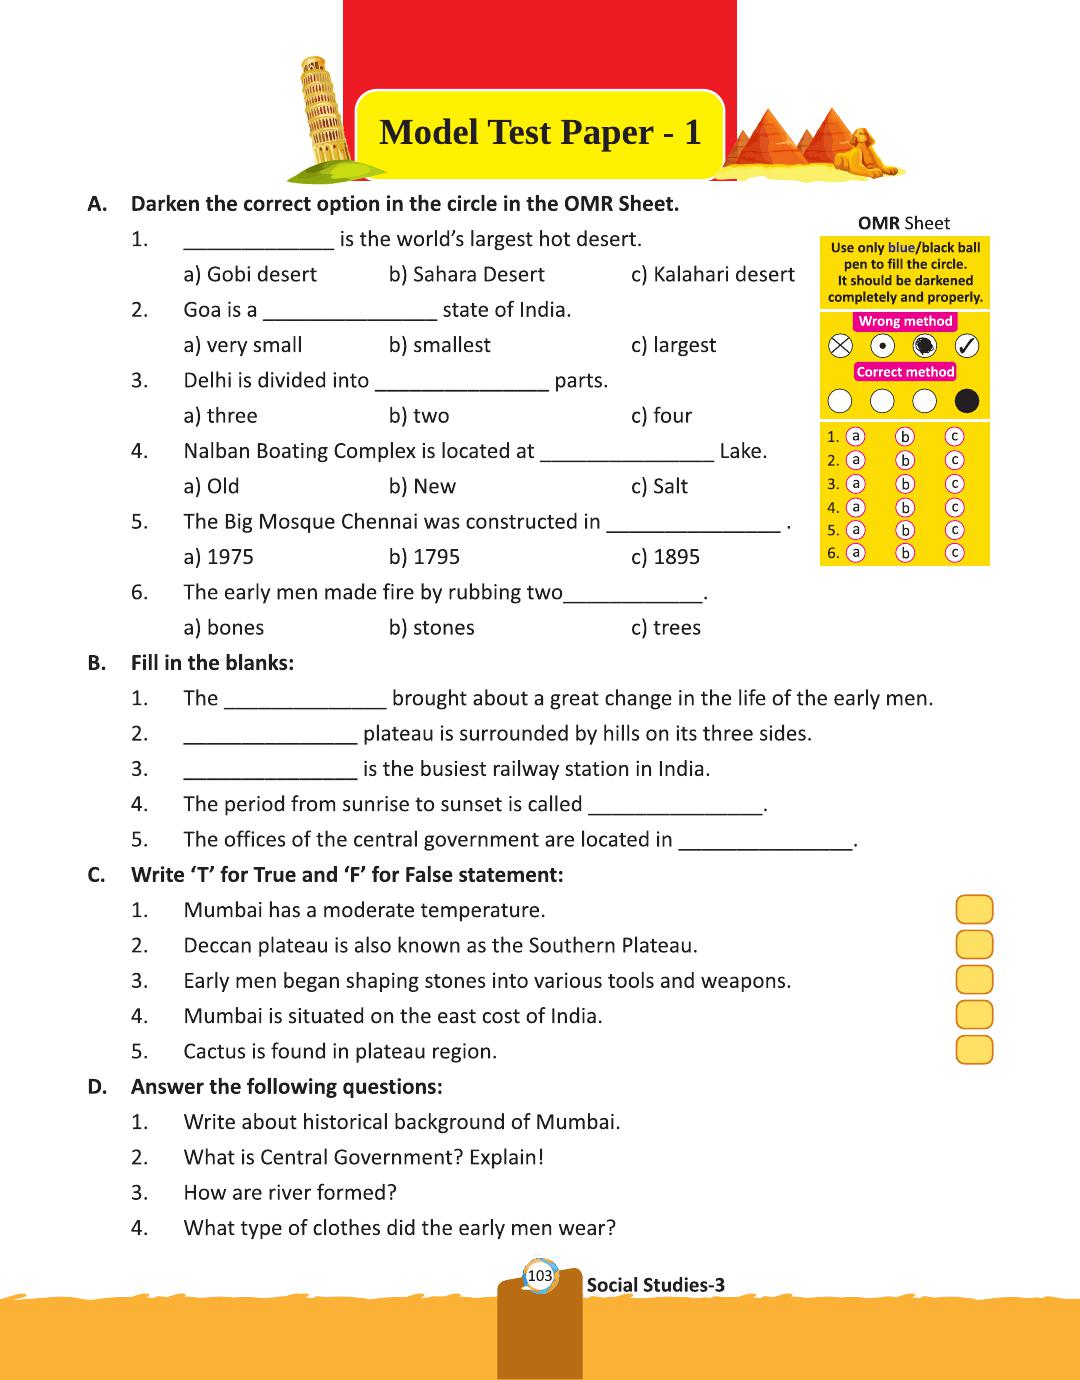 Model Test Paper - 1
A. Darken the correct option in the circle in the OMR Sheet.
1. _____________ is the world's largest hot desert.
a) Gobi desert b) Sahara Desert c) Kalahari desert
2. Goa is a _______________ state of India.
a) very small b) smallest c) largest
3. Delhi is divided into _______________ parts.
a) three b) two c) four
4. Nalban Boating Complex is located at _______________ Lake.
a) Old b) New c) Salt
5. The Big Mosque Chennai was constructed in _______________ .
a) 1975 b) 1795 c) 1895
6. The early men made fire by rubbing two____________.
a) bones b) stones c) trees
OMR Sheet
Use only blue/black ball
pen to fill the circle.
It should be darkened
completely and properly.
Wrong method
Correct method
1. a b c
2. a b c
3. a b c
4. a b c
5. a b c
6. a b c
B. Fill in the blanks:
1. The ______________ brought about a great change in the life of the early men.
2. _______________ plateau is surrounded by hills on its three sides.
3. _______________ is the busiest railway station in India.
4. The period from sunrise to sunset is called _______________.
5. The offices of the central government are located in _______________.
C. Write 'T' for True and 'F' for False statement:
1. Mumbai has a moderate temperature.
2. Deccan plateau is also known as the Southern Plateau.
3. Early men began shaping stones into various tools and weapons.
4. Mumbai is situated on the east cost of India.
5. Cactus is found in plateau region.
D. Answer the following questions:
1. Write about historical background of Mumbai.
2. What is Central Government? Explain!
3. How are river formed?
4. What type of clothes did the early men wear?
103 Social Studies-3